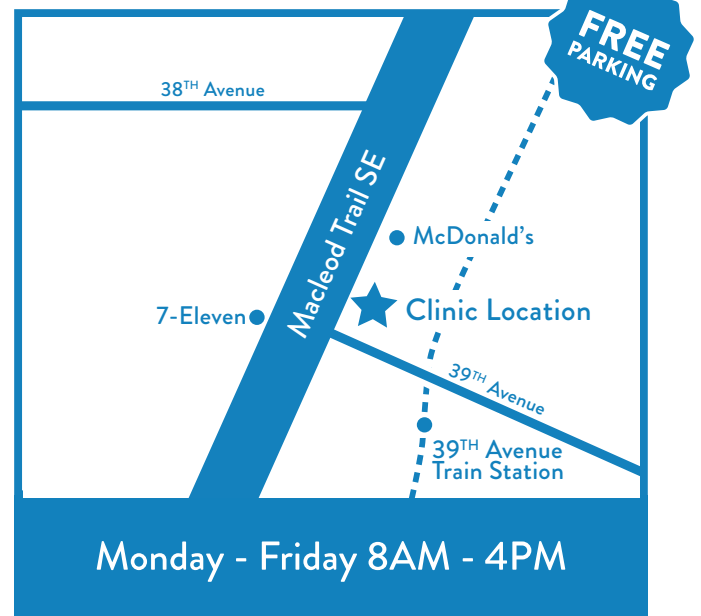 FREE
PARKING
38TH Avenue
Macleod Trail SE
McDonald’s
7-Eleven
Clinic Location
39TH Avenue
39TH Avenue
Train Station
Monday - Friday 8AM - 4PM